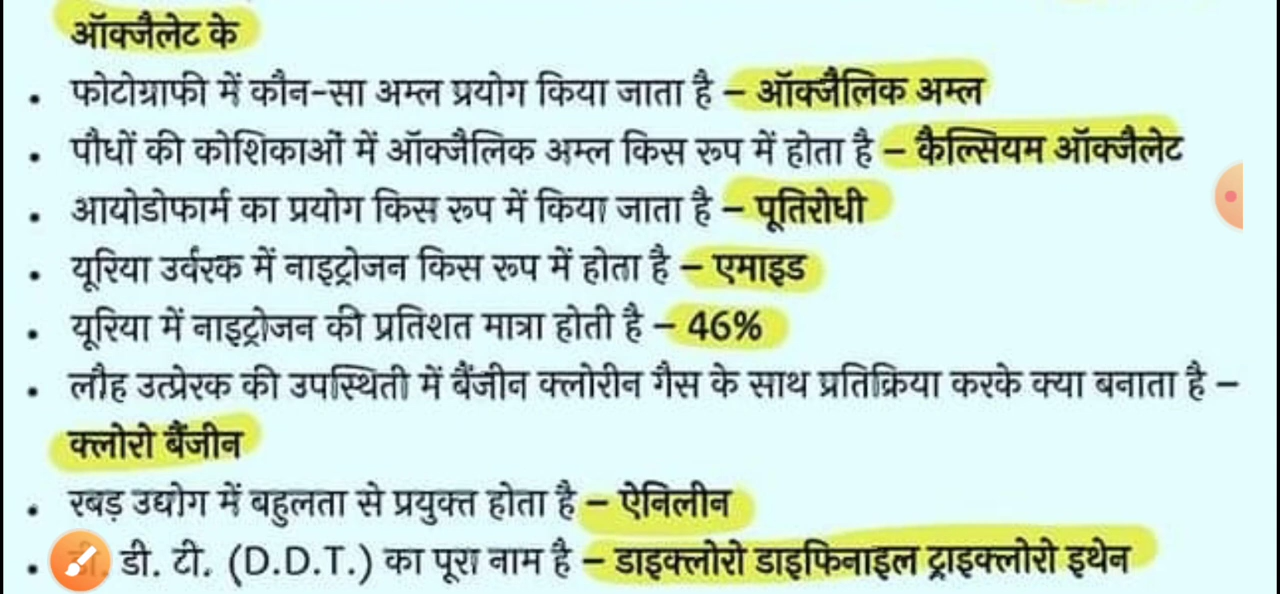 ऑक्जैलेट के
• फोटोग्राफी में कौन-सा अम्ल प्रयोग किया जाता है – ऑक्जैलिक अम्ल
• पौधों की कोशिकाओं में ऑक्जैलिक अम्ल किस रूप में होता है – कैल्सियम ऑक्जैलेट
• आयोडोफार्म का प्रयोग किस रूप में किया जाता है – पूतिरोधी
• यूरिया उर्वरक में नाइट्रोजन किस रूप में होता है – एमाइड
• यूरिया में नाइट्रोजन की प्रतिशत मात्रा होती है – 46%
• लौह उत्प्रेरक की उपस्थिती में बैंजीन क्लोरीन गैस के साथ प्रतिक्रिया करके क्या बनाता है –
क्लोरो बैंजीन
• रबड़ उद्योग में बहुलता से प्रयुक्त होता है – ऐनिलीन
• डी. टी. (D.D.T.) का पूरा नाम है – डाइक्लोरो डाइफिनाइल ट्राइक्लोरो इथेन